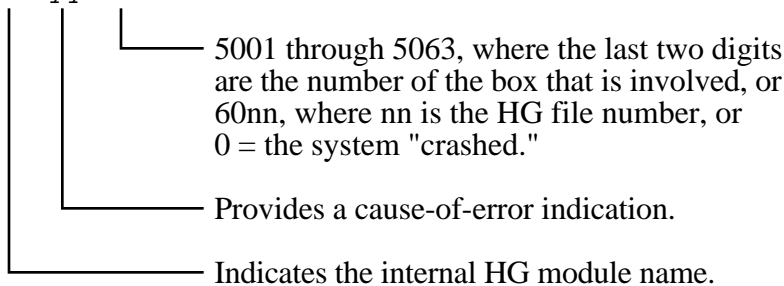 5001 through 5063, where the last two digits
are the number of the box that is involved, or
60nn, where nn is the HG file number, or
0 = the system "crashed."
Provides a cause-of-error indication.
Indicates the internal HG module name.